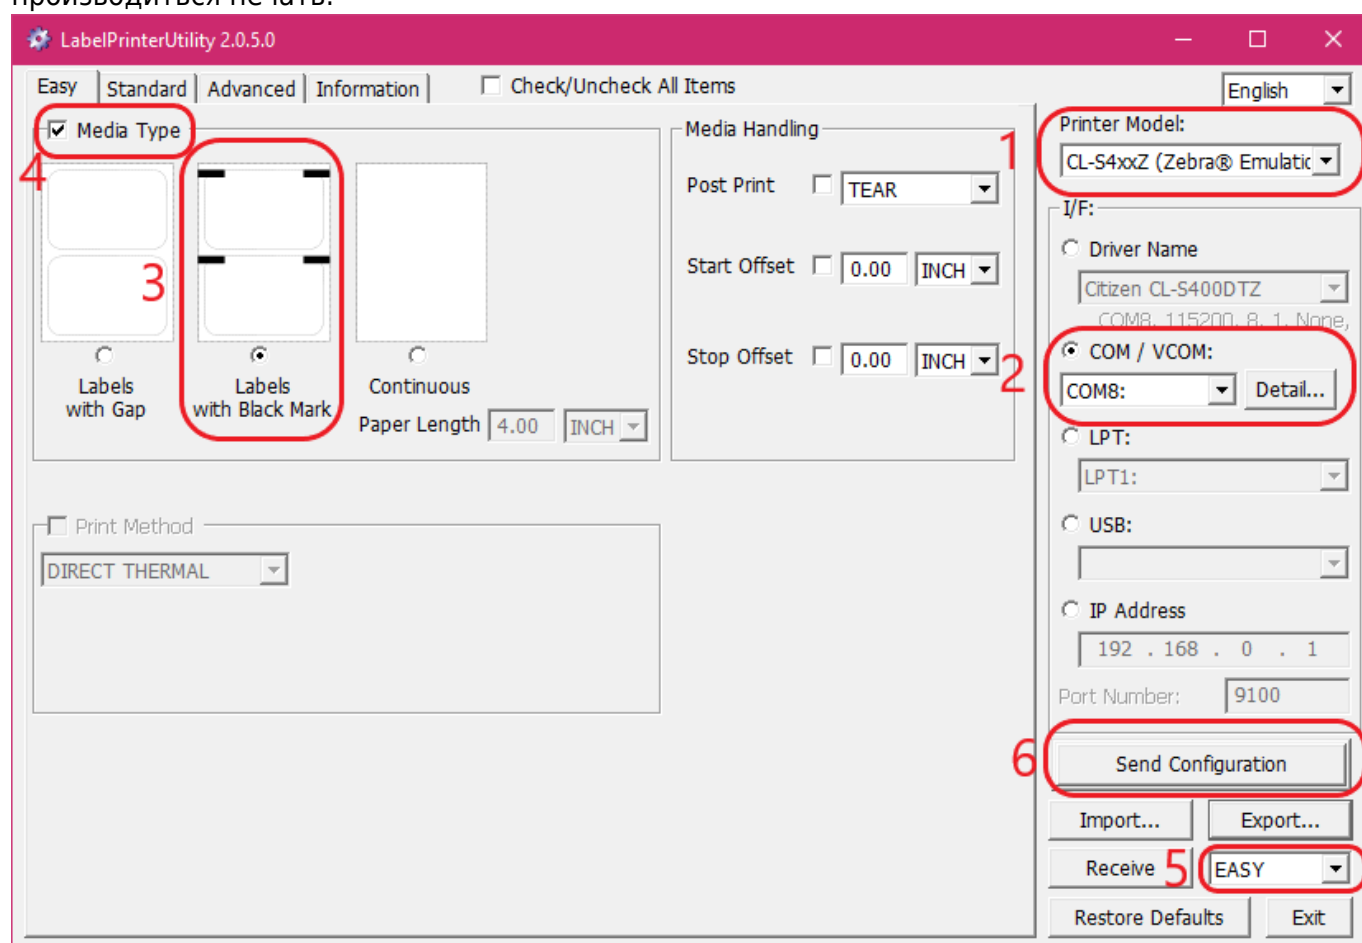 производиться печать.
LabelPrinterUtility 2.0.5.0
Easy Standard Advanced Information Check/Uncheck All Items English
Media Type
4
3
Labels
with Gap
Labels
with Black Mark
Continuous
Paper Length 4.00 INCH
Media Handling
Post Print TEAR
Start Offset 0.00 INCH
Stop Offset 0.00 INCH
Print Method
DIRECT THERMAL
1
Printer Model:
CL-S4xxZ (Zebra® Emulatic
I/F:
Driver Name
Citizen CL-S400DTZ
COM8, 115200, 8, 1, None,
2
COM / VCOM:
COM8: Detail...
LPT:
LPT1:
USB:
IP Address
192 . 168 . 0 . 1
Port Number: 9100
6
Send Configuration
Import... Export...
Receive 5 EASY
Restore Defaults Exit